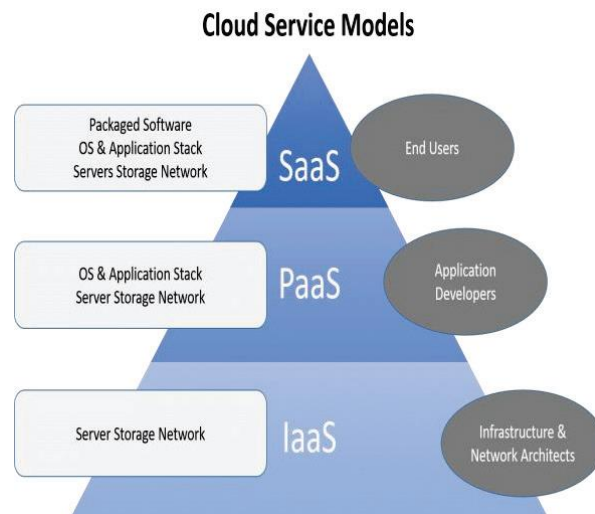 Cloud Service Models
Packaged Software
OS & Application Stack
Servers Storage Network
SaaS
End Users
OS & Application Stack
Server Storage Network
PaaS
Application
Developers
Server Storage Network
IaaS
Infrastructure &
Network Architects